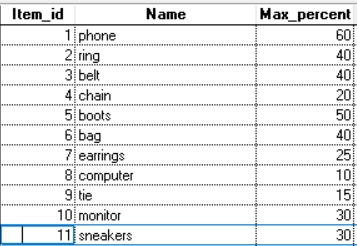 Item_id Name Max_percent
1 phone 60
2 ring 40
3 belt 40
4 chain 20
5 boots 50
6 bag 40
7 earrings 25
8 computer 10
9 tie 15
10 monitor 30
11 sneakers 30